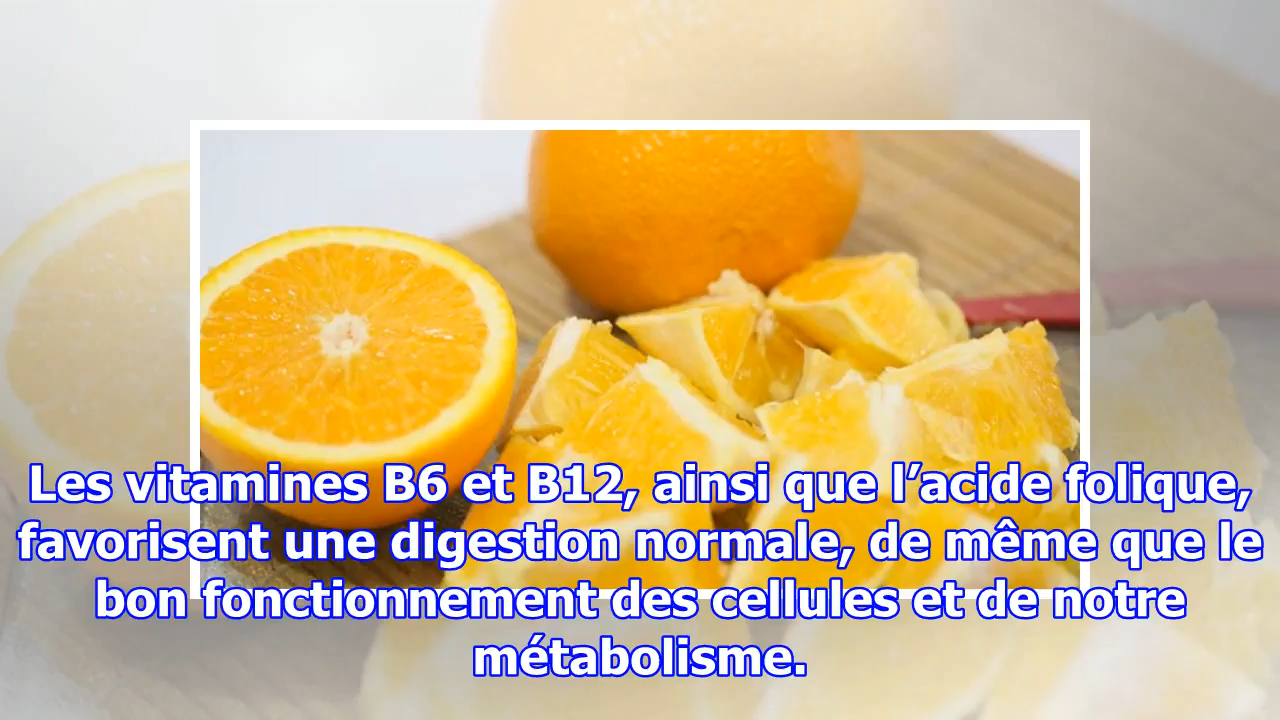 Les vitamines B6 et B12, ainsi que l’acide folique,
favorisent une digestion normale, de même que le
bon fonctionnement des cellules et de notre
métabolisme.